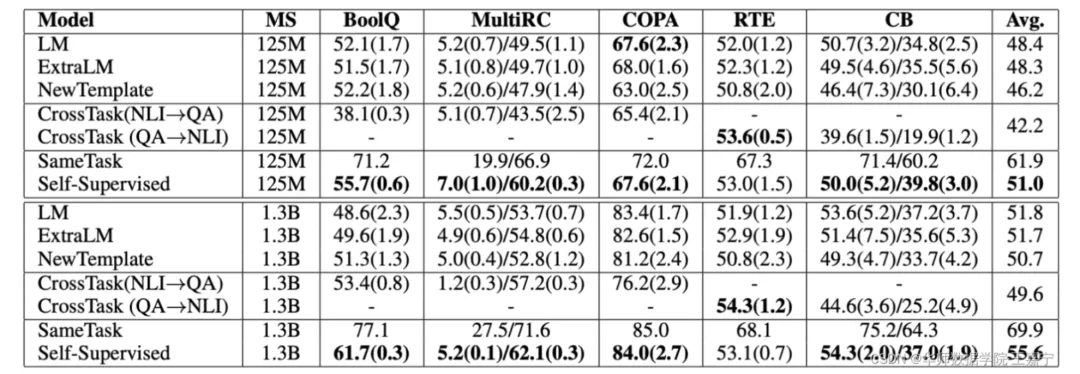 Model MS BoolQ MultiRC COPA RTE CB Avg.
LM 125M 52.1(1.7) 5.2(0.7)/49.5(1.1) 67.6(2.3) 52.0(1.2) 50.7(3.2)/34.8(2.5) 48.4
ExtraLM 125M 51.5(1.7) 5.1(0.8)/49.7(1.0) 68.0(1.6) 52.3(1.2) 49.5(4.6)/35.5(5.6) 48.3
NewTemplate 125M 52.2(1.8) 5.2(0.6)/47.9(1.4) 63.0(2.5) 50.8(2.0) 46.4(7.3)/30.1(6.4) 46.2
CrossTask(NLI→QA) 125M 38.1(0.3) 5.1(0.7)/43.5(2.5) 65.4(2.1) - - 42.2
CrossTask (QA→NLI) 125M - - - 53.6(0.5) 39.6(1.5)/19.9(1.2)
SameTask 125M 71.2 19.9/66.9 72.0 67.3 71.4/60.2 61.9
Self-Supervised 125M 55.7(0.6) 7.0(1.0)/60.2(0.3) 67.6(2.1) 53.0(1.5) 50.0(5.2)/39.8(3.0) 51.0
LM 1.3B 48.6(2.3) 5.5(0.5)/53.7(0.7) 83.4(1.7) 51.9(1.2) 53.6(5.2)/37.2(3.7) 51.8
ExtraLM 1.3B 49.6(1.9) 4.9(0.6)/54.8(0.6) 82.6(1.5) 52.9(1.9) 51.4(7.5)/35.6(5.3) 51.7
NewTemplate 1.3B 51.3(1.3) 5.0(0.4)/52.8(1.2) 81.2(2.4) 50.8(2.3) 49.3(4.7)/33.7(4.2) 50.7
CrossTask(NLI→QA) 1.3B 53.4(0.8) 1.2(0.3)/57.2(0.3) 76.2(2.9) - - 49.6
CrossTask (QA→NLI) 1.3B - - - 54.3(1.2) 44.6(3.6)/25.2(4.9)
SameTask 1.3B 77.1 27.5/71.6 85.0 68.1 75.2/64.3 69.9
Self-Supervised 1.3B 61.7(0.3) 5.2(0.1)/62.1(0.3) 84.0(2.7) 53.1(0.7) 54.3(2.0)/37.0(1.9) 55.6
CSDN @华师数据学院·王嘉宁